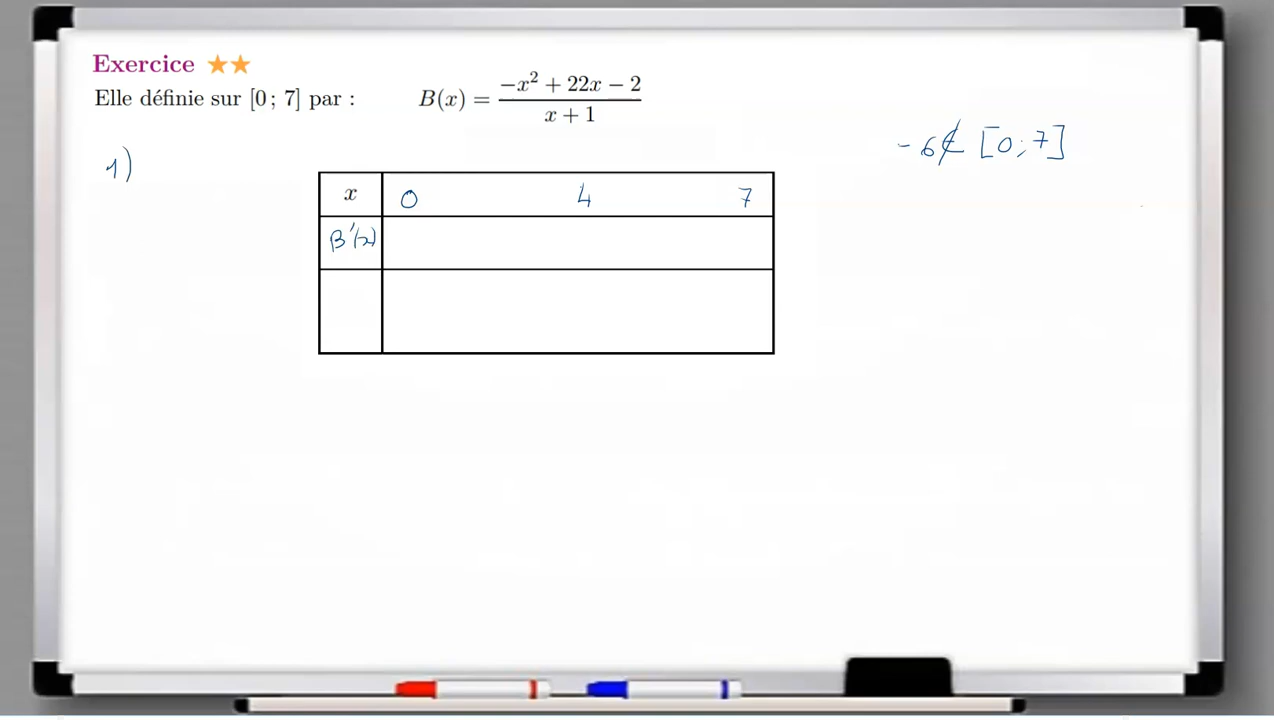 Exercice ★★
Elle définie sur [0 ; 7] par : B(x) = (-x² + 22x - 2)/(x + 1)
-6 ∉ [0 ; 7]
1)
x 0 4 7
B'(x)